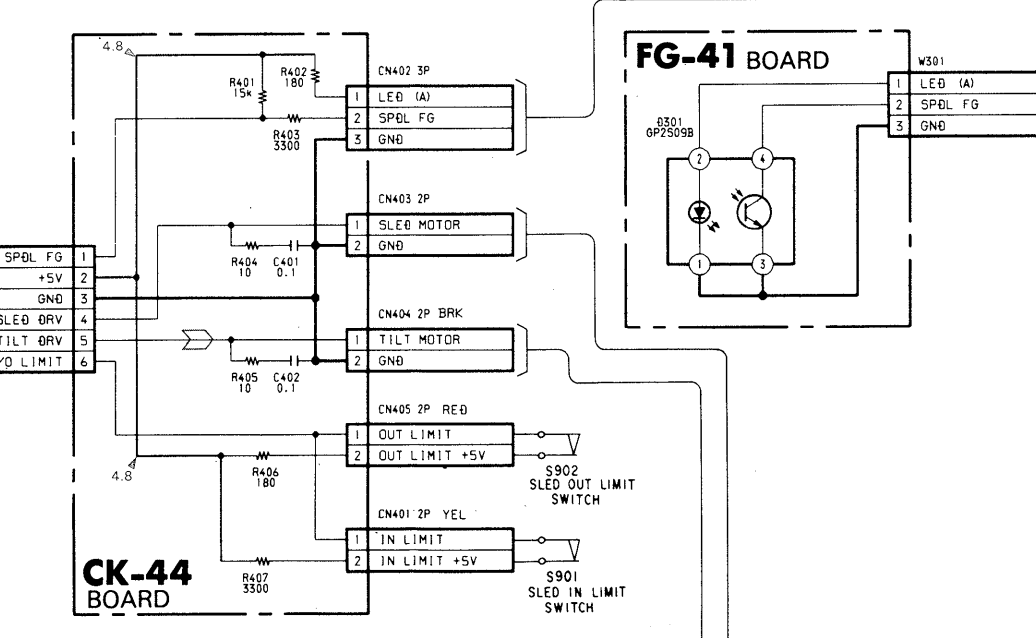 4.8
R401
15k
R402
180
R403
3300
CN402 3P
1 LED (A)
2 SPDL FG
3 GND
CN403 2P
1 SLED MOTOR
2 GND
R404
10
C401
0.1
SPDL FG 1
+5V 2
GND 3
SLED DRV 4
TILT DRV 5
/O LIMIT 6
CN404 2P BRK
1 TILT MOTOR
2 GND
R405
10
C402
0.1
CN405 2P RED
1 OUT LIMIT
2 OUT LIMIT +5V
4.8
R406
180
S902
SLED OUT LIMIT
SWITCH
CN401 2P YEL
1 IN LIMIT
2 IN LIMIT +5V
R407
3300
S901
SLED IN LIMIT
SWITCH
CK-44
BOARD
FG-41 BOARD
W301
1 LED (A)
2 SPDL FG
3 GND
D301
GP2S09B
2
4
1
3